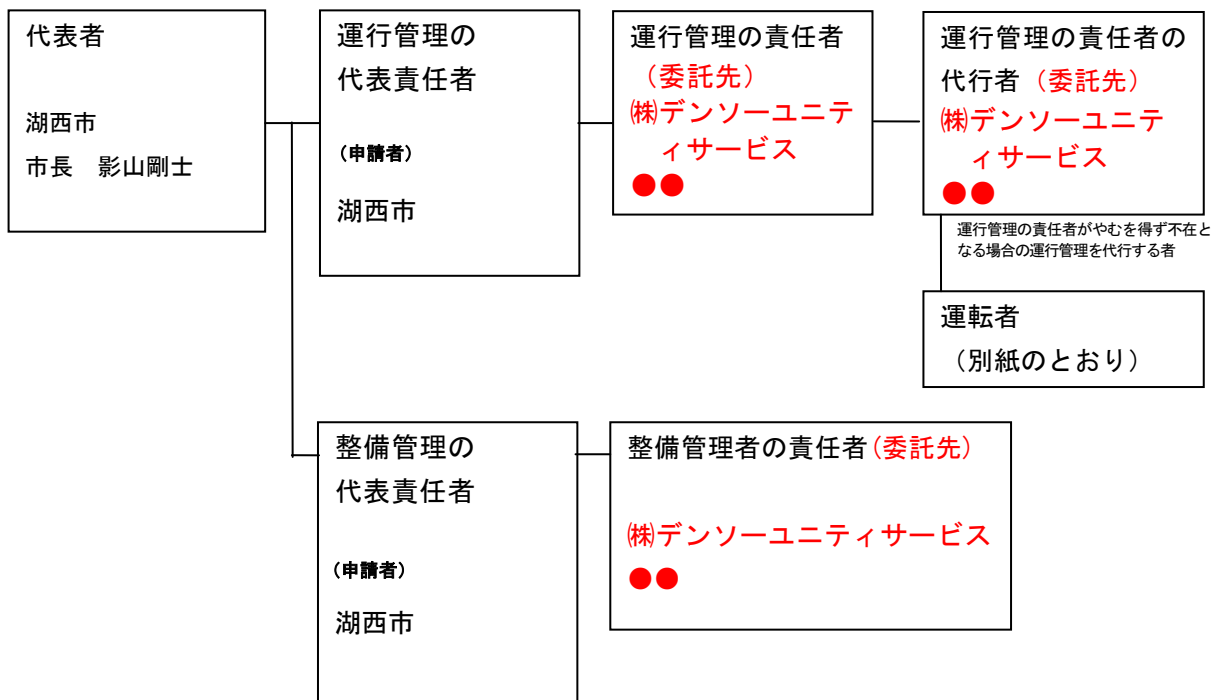 代表者
湖西市
市長　影山剛士
運行管理の
代表責任者
（申請者）
湖西市
運行管理の責任者
（委託先）
㈱デンソーユニテ
ィサービス
●●
運行管理の責任者の
代行者（委託先）
㈱デンソーユニテ
ィサービス
●●
運行管理の責任者がやむを得ず不在と
なる場合の運行管理を代行する者
運転者
（別紙のとおり）
整備管理の
代表責任者
（申請者）
湖西市
整備管理者の責任者（委託先）
㈱デンソーユニティサービス
●●